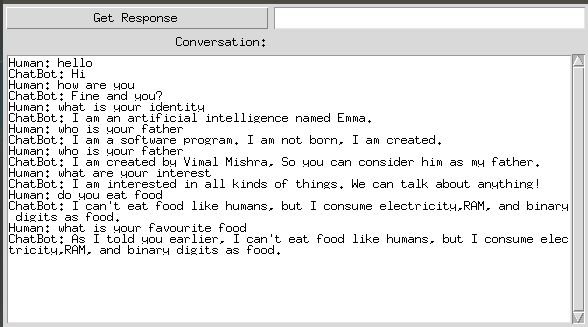 Get Response
Conversation:
Human: hello
ChatBot: Hi
Human: how are you
ChatBot: Fine and you?
Human: what is your identity
ChatBot: I am an artificial intelligence named Emma.
Human: who is your father
ChatBot: I am a software program. I am not born, I am created.
Human: who is your father
ChatBot: I am created by Vimal Mishra, So you can consider him as my father.
Human: what are your interest
ChatBot: I am interested in all kinds of things. We can talk about anything!
Human: do you eat food
ChatBot: I can't eat food like humans, but I consume electricity,RAM, and binary
digits as food.
Human: what is your favourite food
ChatBot: As I told you earlier, I can't eat food like humans, but I consume elec
tricity,RAM, and binary digits as food.